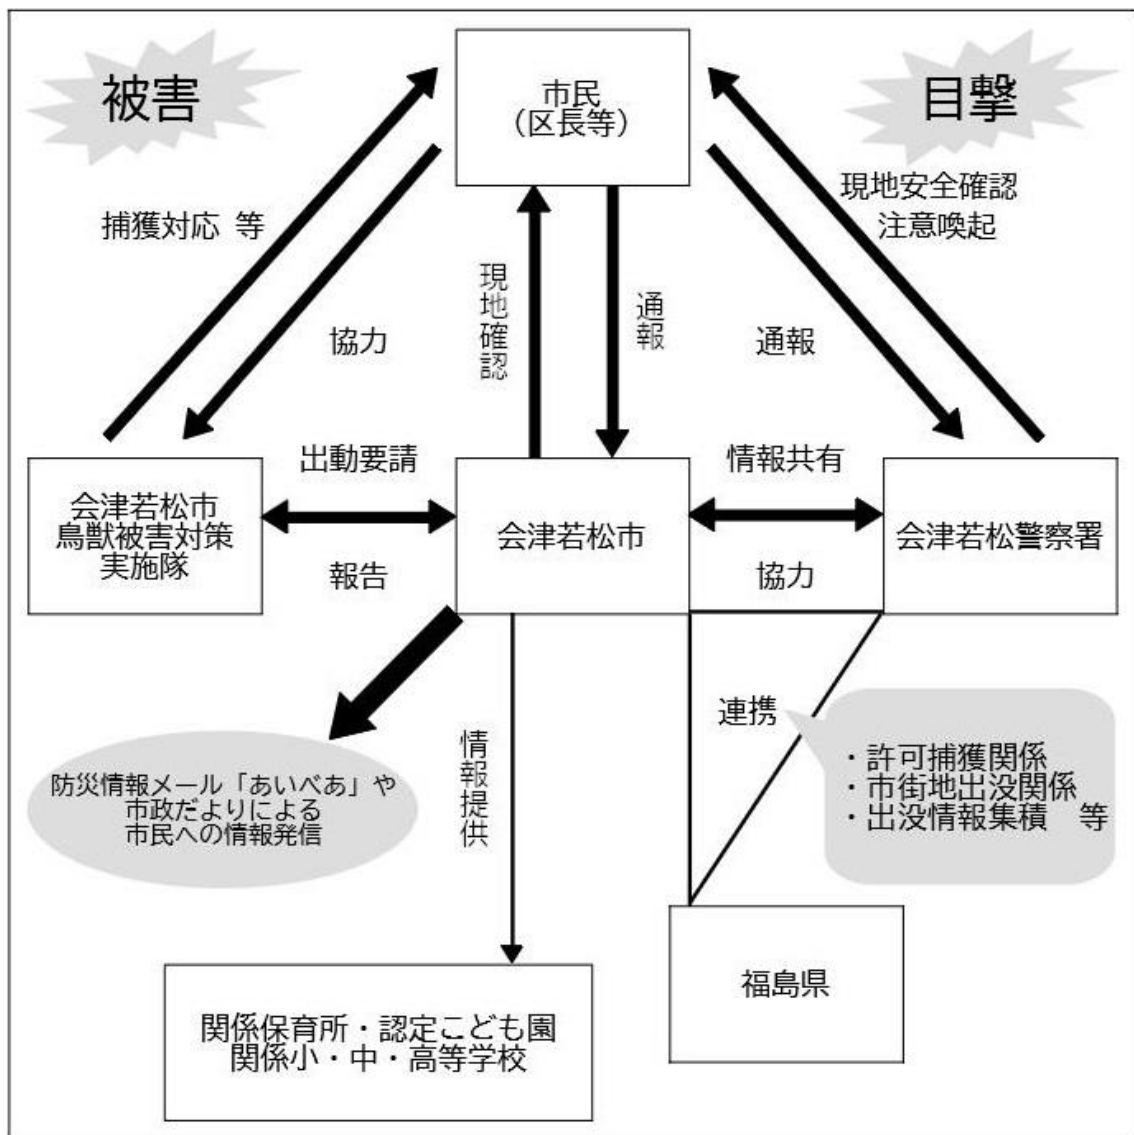 被害
市民
（区長等）
目撃
捕獲対応 等
協力
現地確認
通報
通報
現地安全確認
注意喚起
会津若松市
鳥獣被害対策
実施隊
出動要請
報告
会津若松市
情報共有
協力
会津若松警察署
防災情報メール「あいべあ」や
市政だよりによる
市民への情報発信
情報提供
連携
・許可捕獲関係
・市街地出没関係
・出没情報集積　等
関係保育所・認定こども園
関係小・中・高等学校
福島県